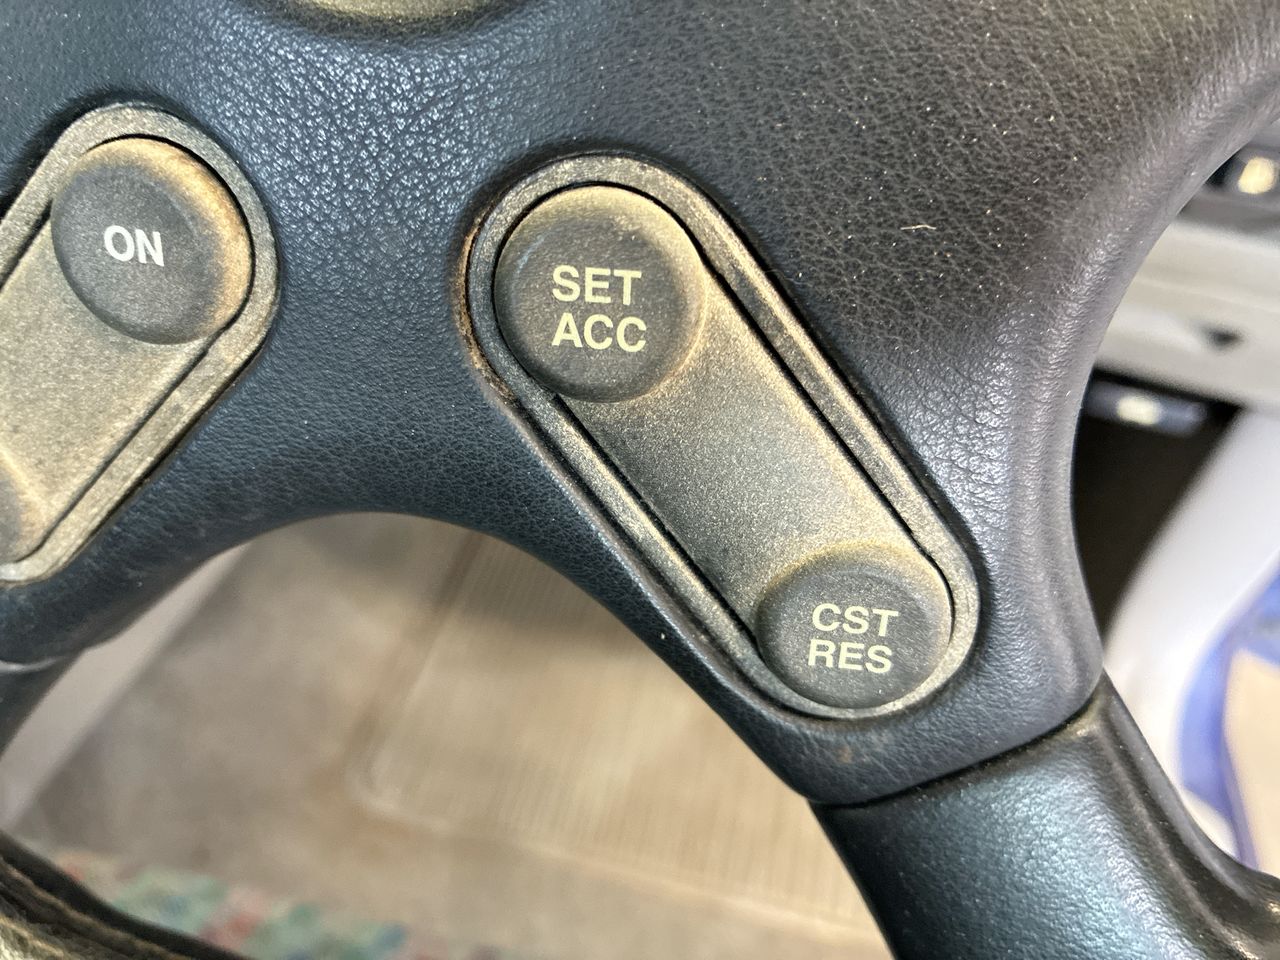 ON
SET
ACC
CST
RES